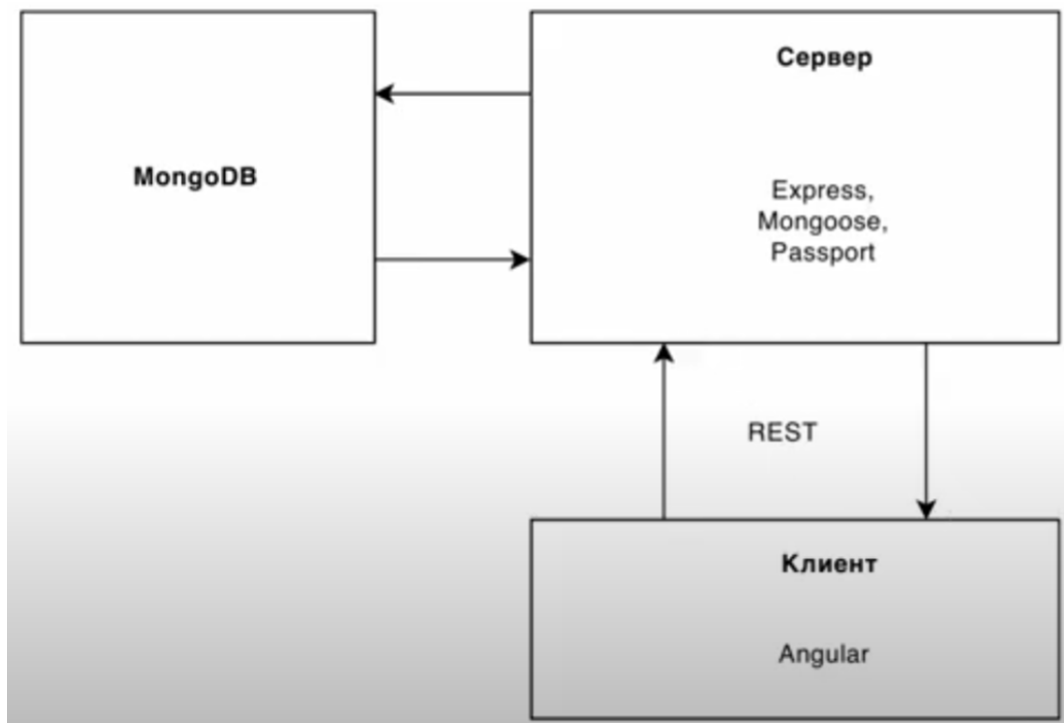 MongoDB
Сервер
Express,
Mongoose,
Passport
REST
Клиент
Angular